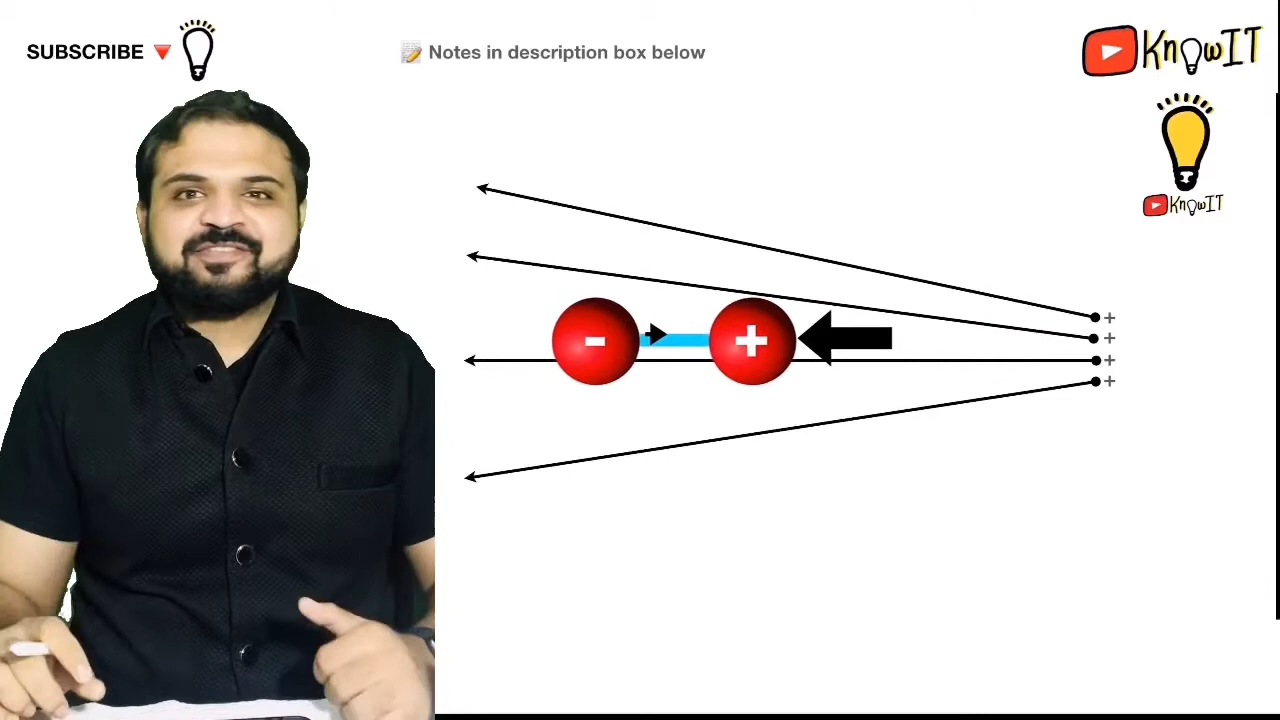 SUBSCRIBE
📝 Notes in description box below
KnowIT
KnowIT
+
+
- +
+
+